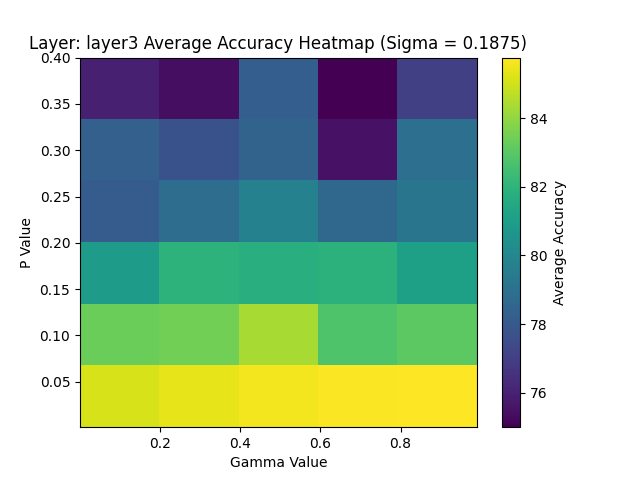 Layer: layer3 Average Accuracy Heatmap (Sigma = 0.1875)
0.40
0.35
0.30
0.25
0.20
0.15
0.10
0.05
P Value
0.2 0.4 0.6 0.8
Gamma Value
84
82
80
78
76
Average Accuracy